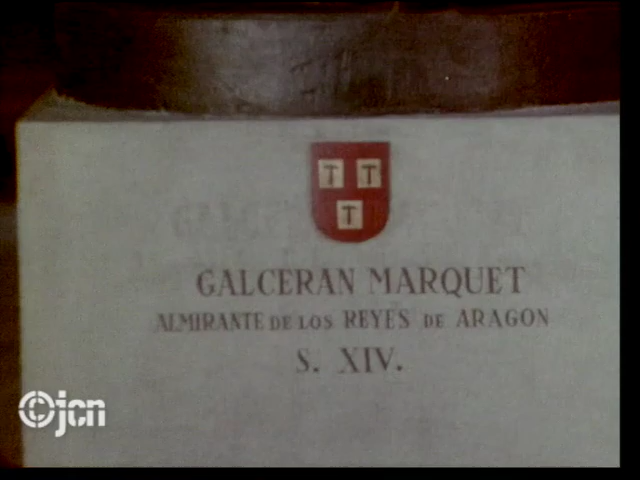 T T
T
GALCERAN MARQUET
ALMIRANTE DE LOS REYES DE ARAGON
S. XIV.
©jcn